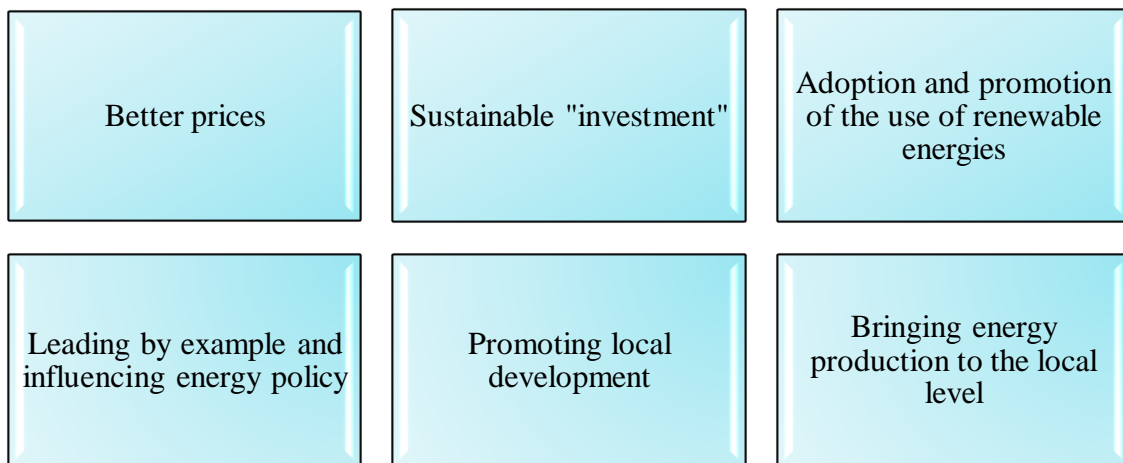 Better prices
Sustainable "investment"
Adoption and promotion
of the use of renewable
energies
Leading by example and
influencing energy policy
Promoting local
development
Bringing energy
production to the local
level